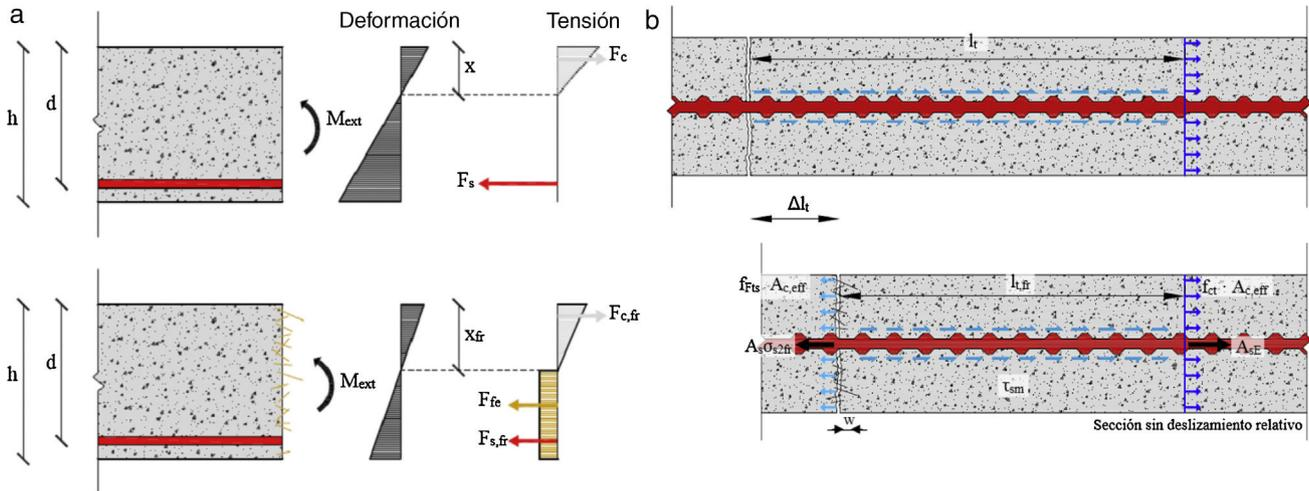 a
Deformación
Tensión
h
d
Mext
x
Fc
Fs
h
d
Mext
xfr
Fc,fr
Ffe
Fs,fr
b
lt
Δlt
fFts · Ac,eff
lt,fr
fct · Ac,eff
Asσs2fr
AsE
τsm
w
Sección sin deslizamiento relativo